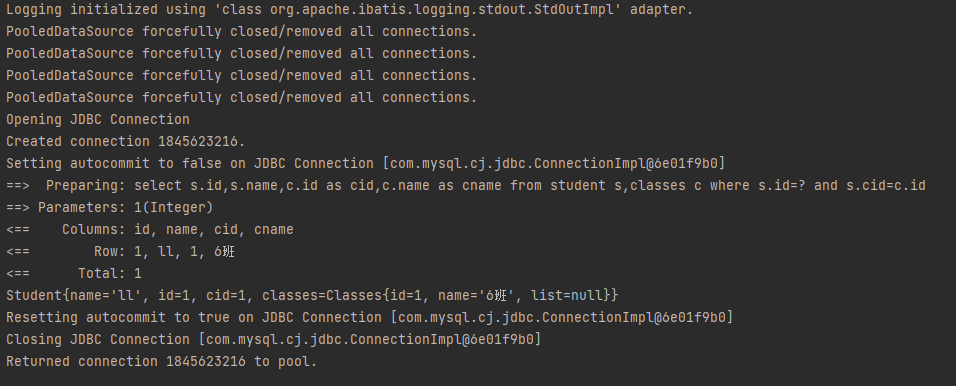 Logging initialized using 'class org.apache.ibatis.logging.stdout.StdOutImpl' adapter.
PooledDataSource forcefully closed/removed all connections.
PooledDataSource forcefully closed/removed all connections.
PooledDataSource forcefully closed/removed all connections.
PooledDataSource forcefully closed/removed all connections.
Opening JDBC Connection
Created connection 1845623216.
Setting autocommit to false on JDBC Connection [com.mysql.cj.jdbc.ConnectionImpl@6e01f9b0]
==>  Preparing: select s.id,s.name,c.id as cid,c.name as cname from student s,classes c where s.id=? and s.cid=c.id
==> Parameters: 1(Integer)
<==    Columns: id, name, cid, cname
<==        Row: 1, ll, 1, 6班
<==      Total: 1
Student{name='ll', id=1, cid=1, classes=Classes{id=1, name='6班', list=null}}
Resetting autocommit to true on JDBC Connection [com.mysql.cj.jdbc.ConnectionImpl@6e01f9b0]
Closing JDBC Connection [com.mysql.cj.jdbc.ConnectionImpl@6e01f9b0]
Returned connection 1845623216 to pool.